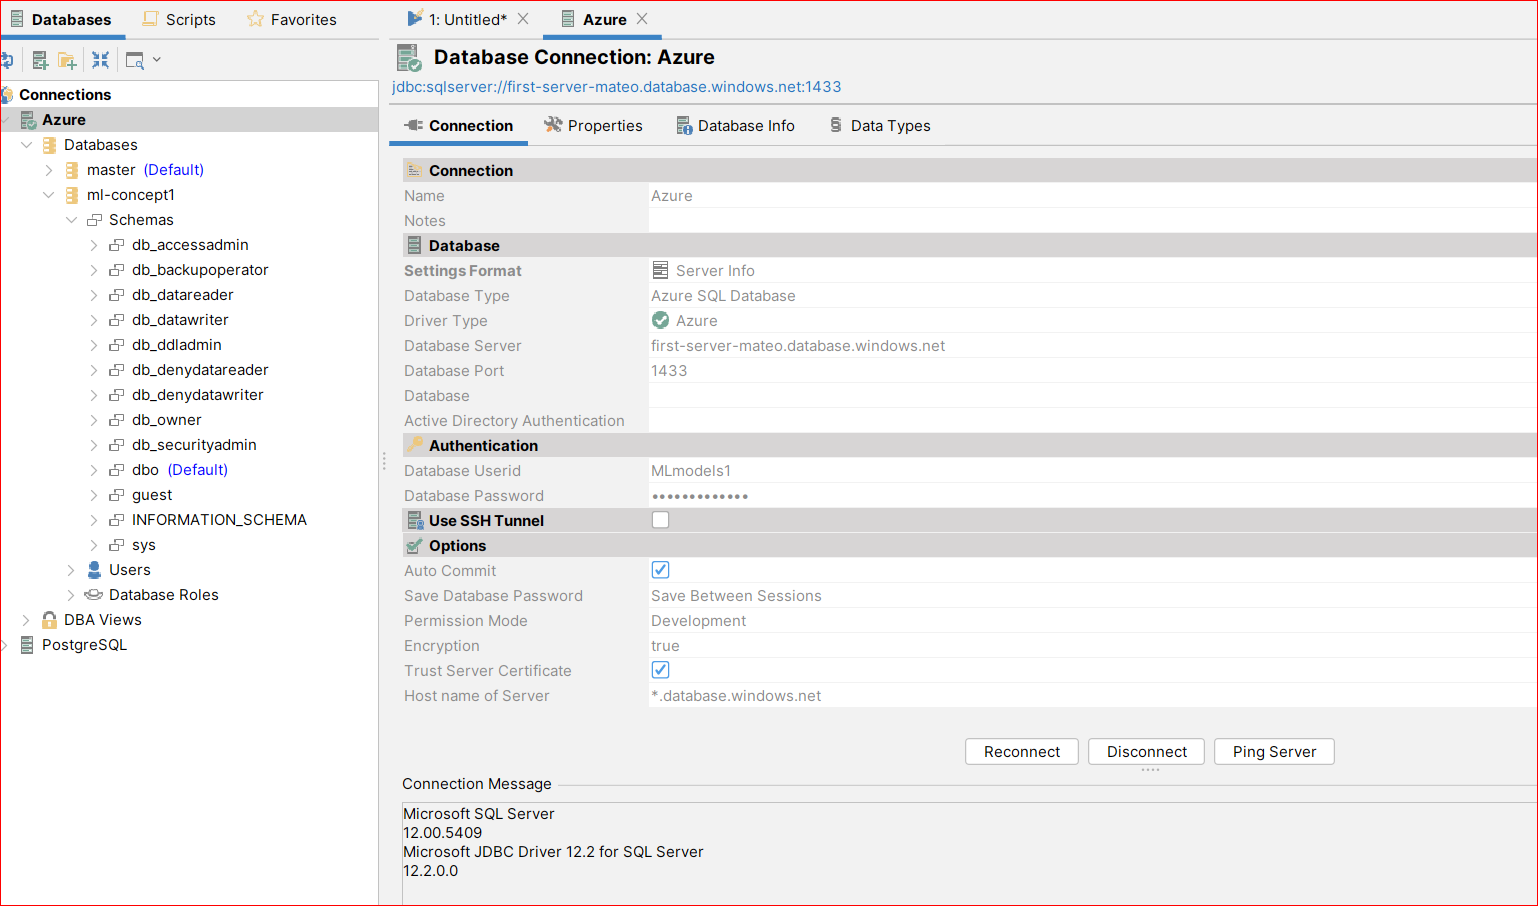 Databases
Scripts
Favorites
1: Untitled*
Azure
Database Connection: Azure
jdbc:sqlserver://first-server-mateo.database.windows.net:1433
Connections
Azure
Databases
master (Default)
ml-concept1
Schemas
db_accessadmin
db_backupoperator
db_datareader
db_datawriter
db_ddladmin
db_denydatareader
db_denydatawriter
db_owner
db_securityadmin
dbo (Default)
guest
INFORMATION_SCHEMA
sys
Users
Database Roles
DBA Views
PostgreSQL
Connection
Properties
Database Info
Data Types
Connection
Name Azure
Notes
Database
Settings Format Server Info
Database Type Azure SQL Database
Driver Type Azure
Database Server first-server-mateo.database.windows.net
Database Port 1433
Database
Active Directory Authentication
Authentication
Database Userid MLmodels1
Database Password •••••••••••••
Use SSH Tunnel
Options
Auto Commit
Save Database Password Save Between Sessions
Permission Mode Development
Encryption true
Trust Server Certificate
Host name of Server *.database.windows.net
Reconnect
Disconnect
Ping Server
Connection Message
Microsoft SQL Server
12.00.5409
Microsoft JDBC Driver 12.2 for SQL Server
12.2.0.0